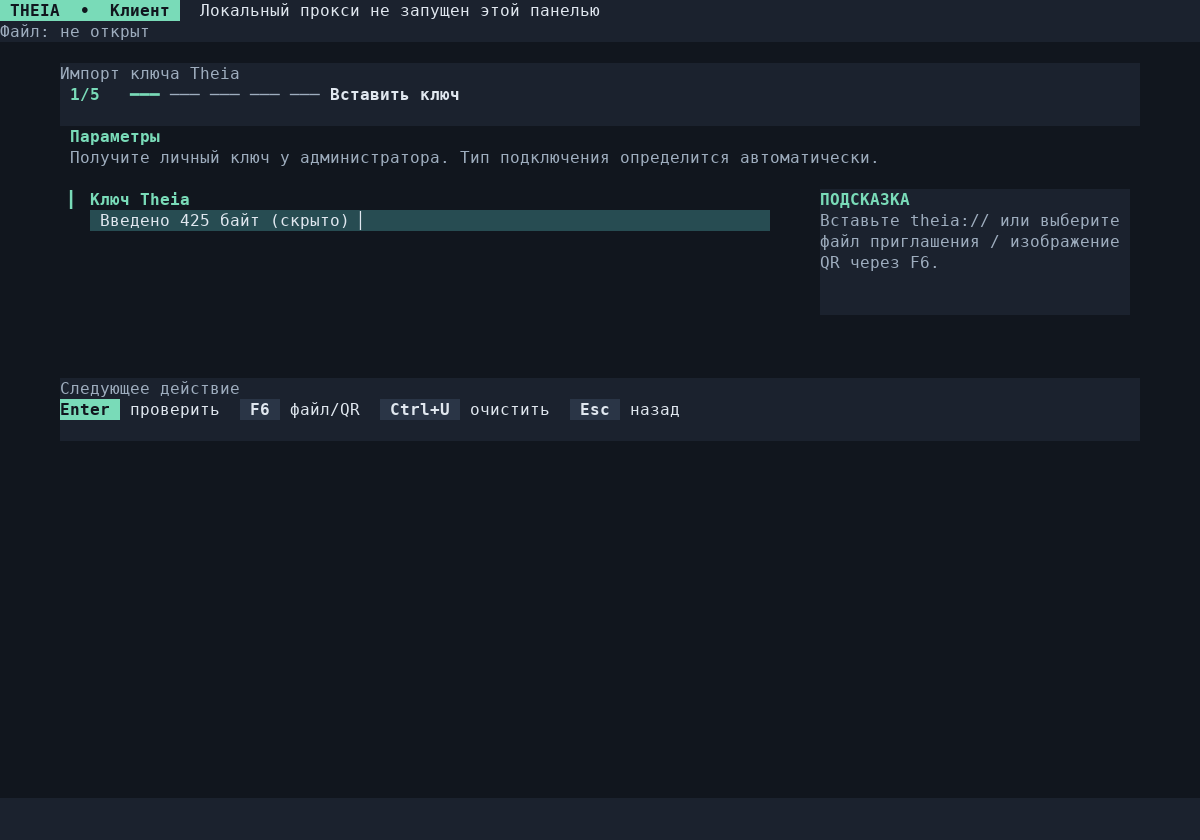 THEIA • Клиент Локальный прокси не запущен этой панелью
Файл: не открыт
Импорт ключа Theia
1/5 Вставить ключ
Параметры
Получите личный ключ у администратора. Тип подключения определится автоматически.
Ключ Theia
Введено 425 байт (скрыто)
ПОДСКАЗКА
Вставьте theia:// или выберите
файл приглашения / изображение
QR через F6.
Следующее действие
Enter проверить F6 файл/QR Ctrl+U очистить Esc назад